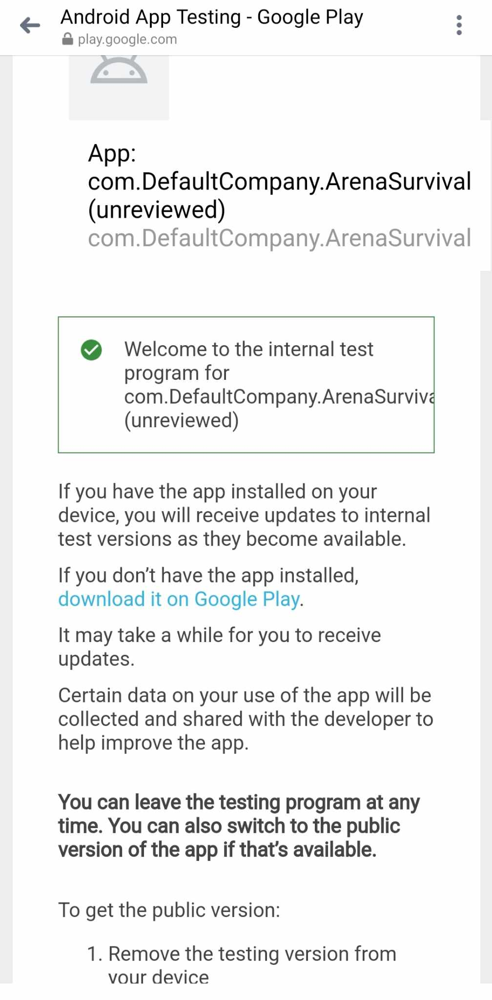 Android App Testing - Google Play
play.google.com
App:
com.DefaultCompany.ArenaSurvival
(unreviewed)
com.DefaultCompany.ArenaSurvival
Welcome to the internal test
program for
com.DefaultCompany.ArenaSurviva
(unreviewed)
If you have the app installed on your
device, you will receive updates to internal
test versions as they become available.
If you don’t have the app installed,
download it on Google Play.
It may take a while for you to receive
updates.
Certain data on your use of the app will be
collected and shared with the developer to
help improve the app.
You can leave the testing program at any
time. You can also switch to the public
version of the app if that’s available.
To get the public version:
1. Remove the testing version from
your device